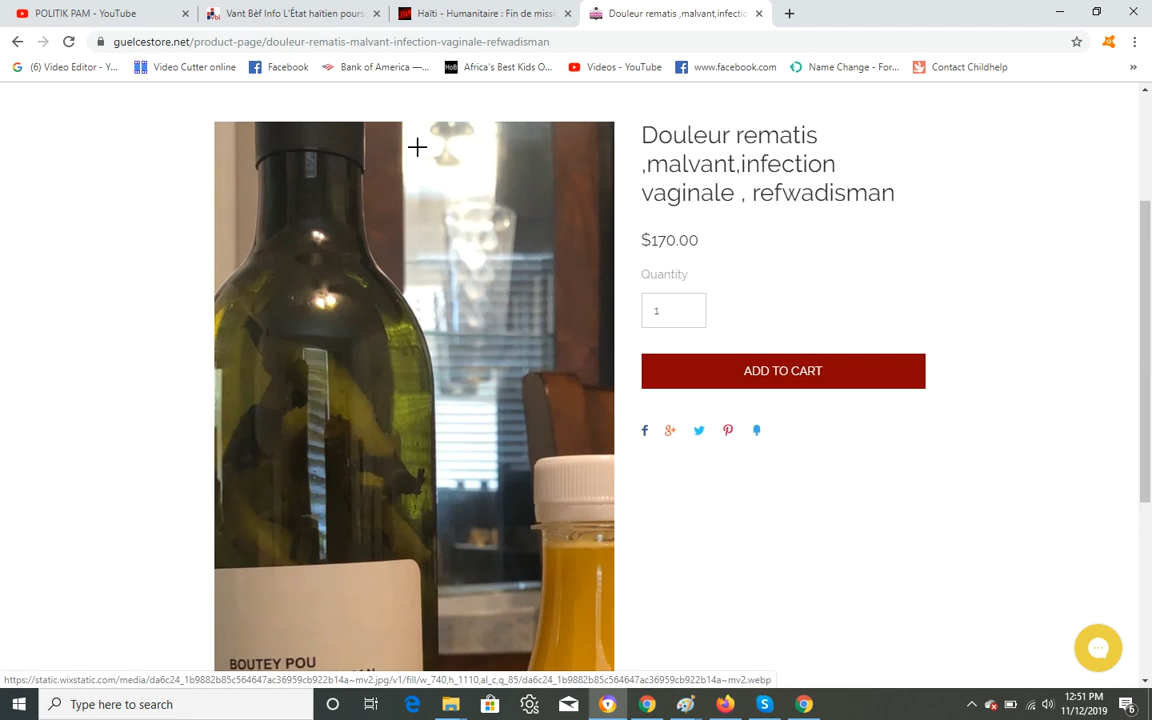 POLITIK PAM - YouTube
Vant Bèf Info L'État haïtien pours
Haïti - Humanitaire : Fin de missi
Douleur rematis ,malvant,infectio
guelcestore.net/product-page/douleur-rematis-malvant-infection-vaginale-refwadisman
(6) Video Editor - Y...
Video Cutter online
Facebook
Bank of America —...
Africa's Best Kids O...
Videos - YouTube
www.facebook.com
Name Change - For...
Contact Childhelp
»
Douleur rematis
,malvant,infection
vaginale , refwadisman
$170.00
Quantity
1
ADD TO CART
BOUTEY POU
https://static.wixstatic.com/media/da6c24_1b9882b85c564647ac36959cb922b14a~mv2.jpg/v1/fill/w_740,h_1110,al_c,q_85/da6c24_1b9882b85c564647ac36959cb922b14a~mv2.webp
Type here to search
12:51 PM
11/12/2019
6